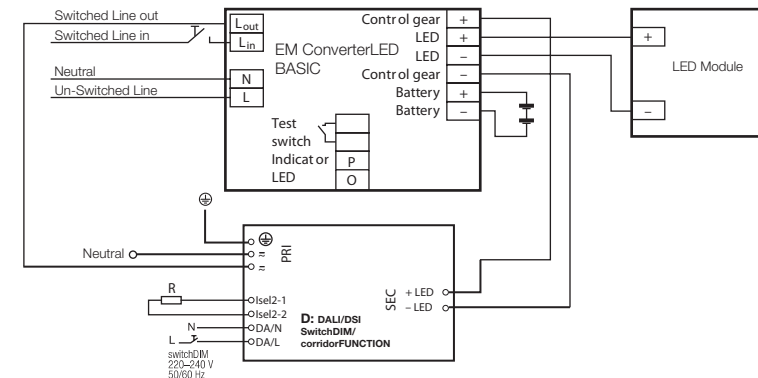 Switched Line out
Switched Line in
Neutral
Un-Switched Line
Lout
Lin
N
L
EM ConverterLED
BASIC
Control gear +
LED +
LED –
Control gear –
Battery +
Battery –
Test
switch
Indicat or
LED
P
O
+
LED Module
–
Neutral
≂
≂
PRI
R
Isel2-1
Isel2-2
N
DA/N
L
DA/L
switchDIM
220–240 V
50/60 Hz
D: DALI/DSI
SwitchDIM/
corridorFUNCTION
SEC
+ LED
– LED